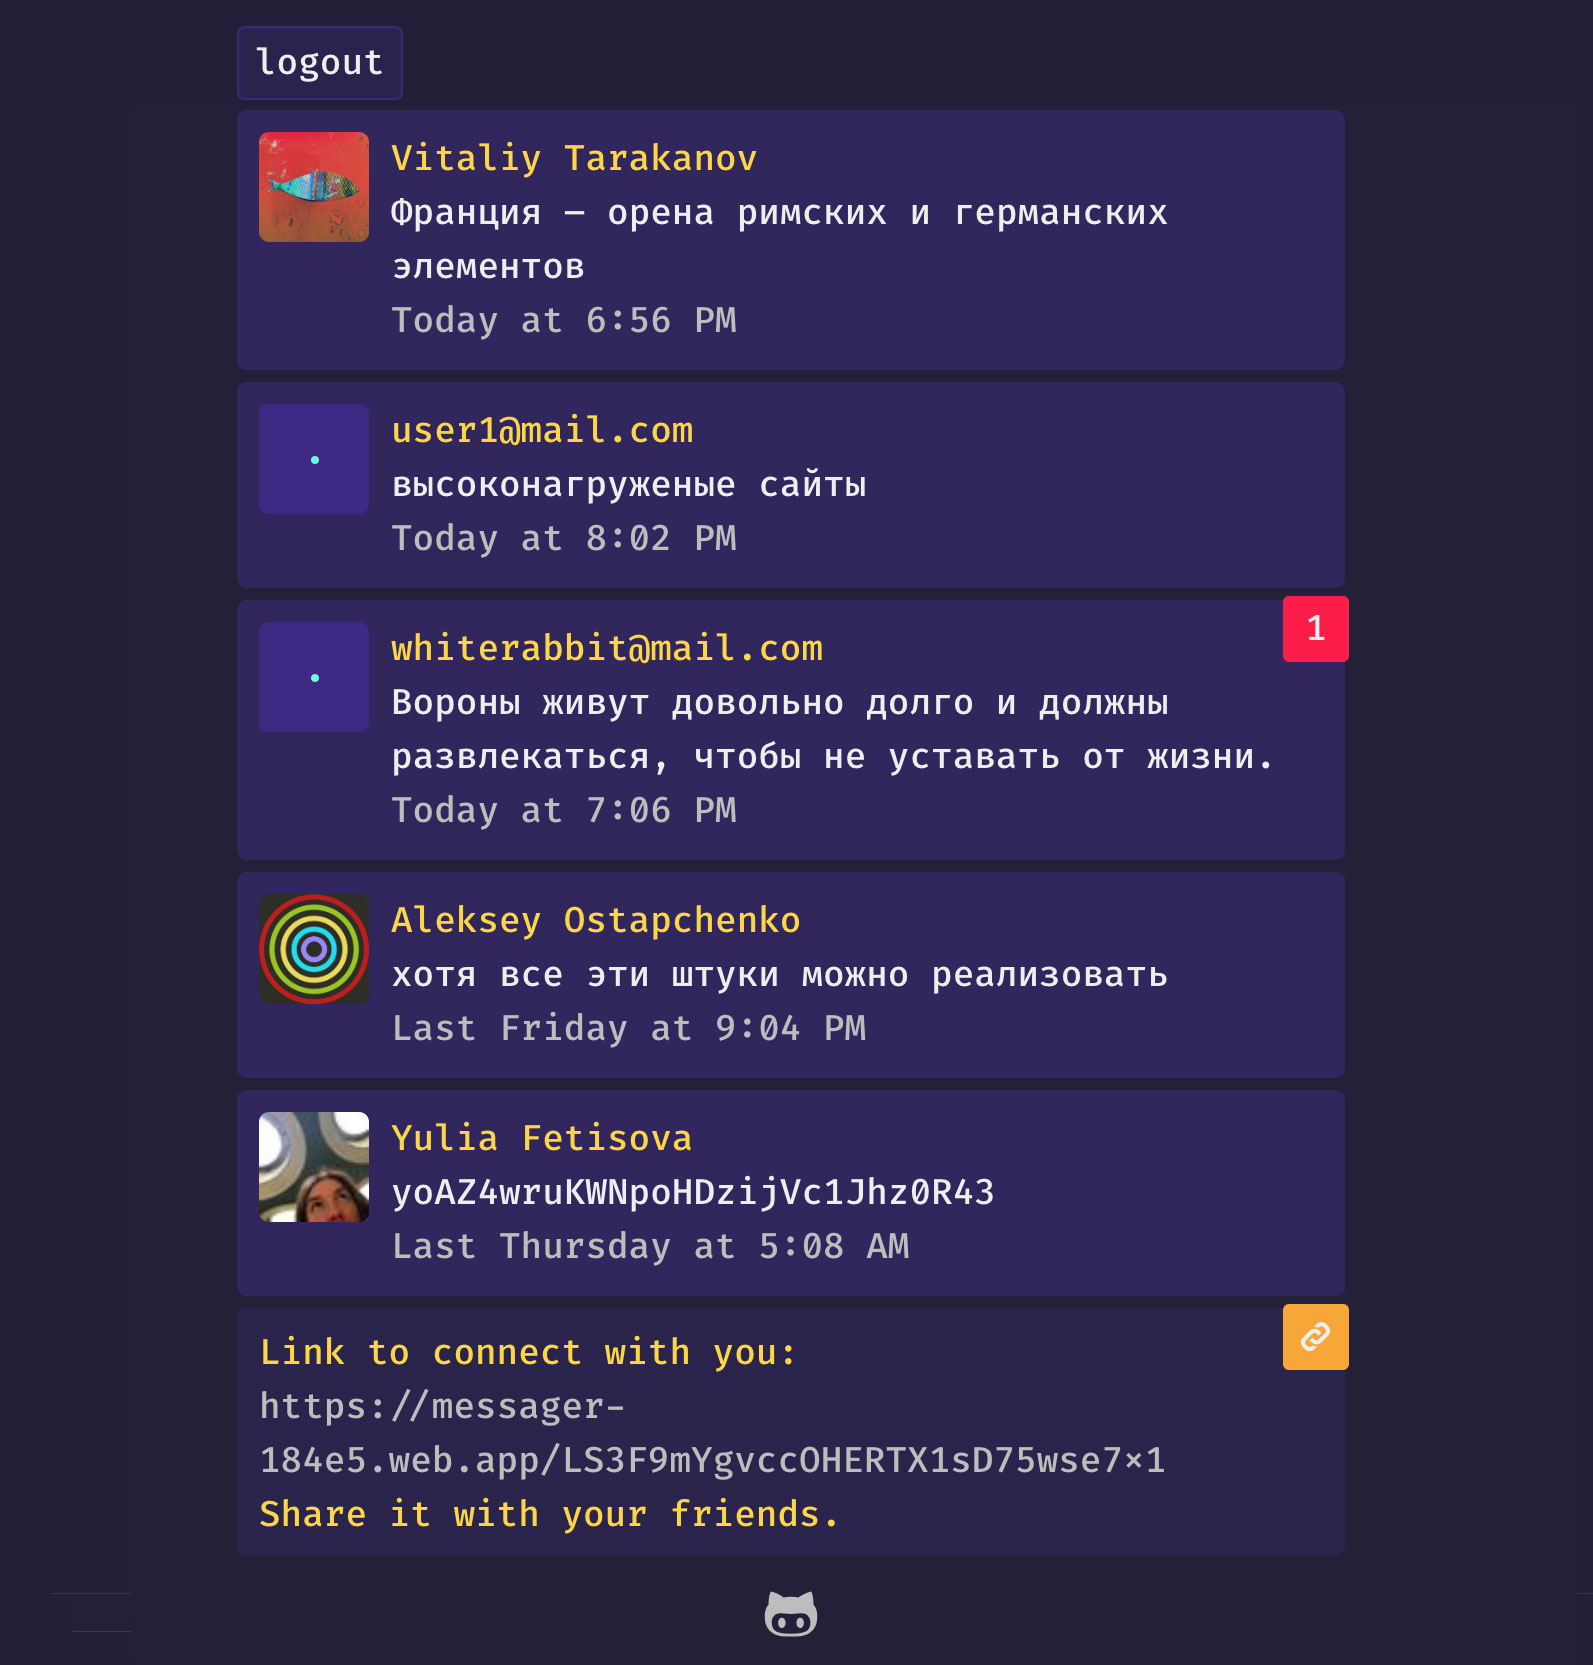 logout
Vitaliy Tarakanov
Франция — орена римских и германских
элементов
Today at 6:56 PM
user1@mail.com
высоконагруженые сайты
Today at 8:02 PM
1
whiterabbit@mail.com
Вороны живут довольно долго и должны
развлекаться, чтобы не уставать от жизни.
Today at 7:06 PM
Aleksey Ostapchenko
хотя все эти штуки можно реализовать
Last Friday at 9:04 PM
Yulia Fetisova
yoAZ4wruKWNpoHDzijVc1Jhz0R43
Last Thursday at 5:08 AM
Link to connect with you:
https://messager-
184e5.web.app/LS3F9mYgvccOHERTX1sD75wse7x1
Share it with your friends.